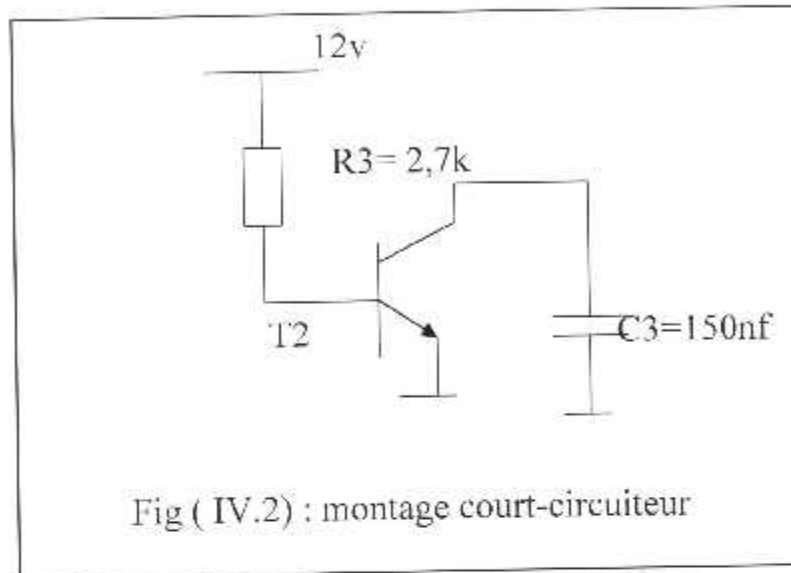 12v
R3= 2,7k
T2
C3=150nf
Fig ( IV.2) : montage court-circuiteur